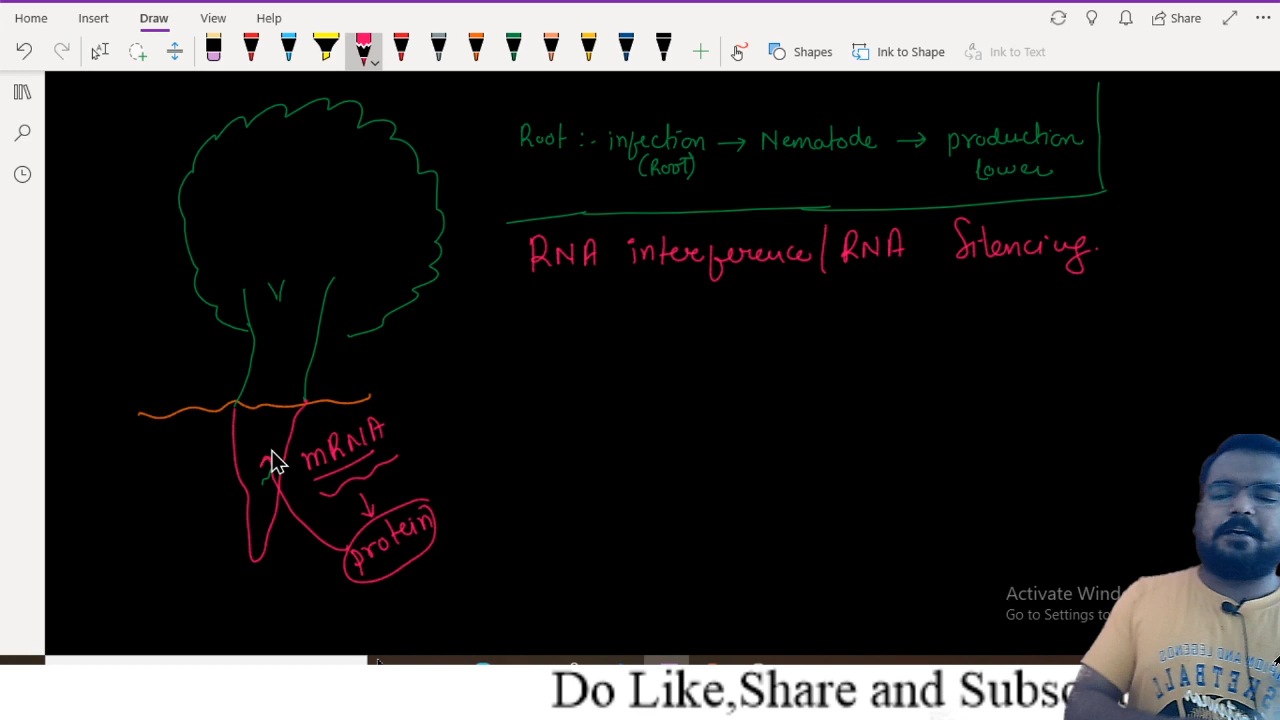 Home Insert Draw View Help Share
Shapes Ink to Shape Ink to Text
Root :- infection → Nematode → production
(Root) Lower
RNA interference/RNA Silencing.
mRNA
protein
Activate Wind
Go to Settings to
Do Like,Share and Subsc